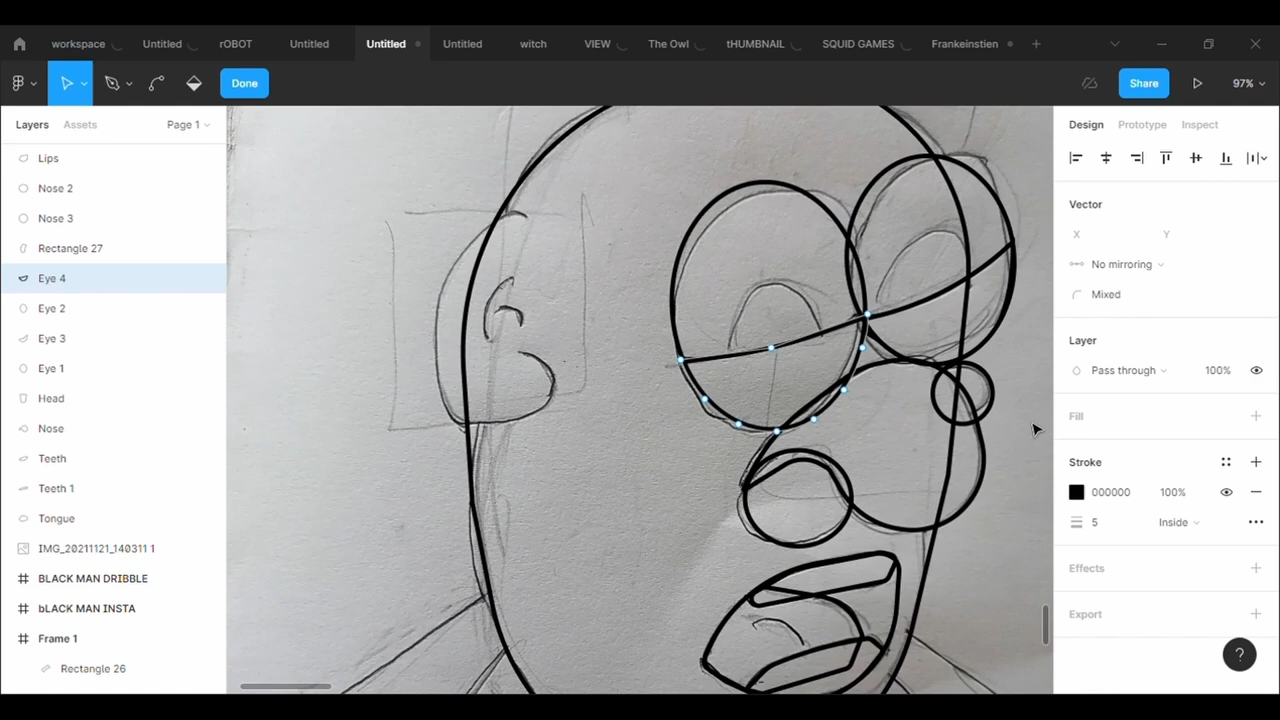 workspace Untitled rOBOT Untitled Untitled Untitled witch VIEW The Owl tHUMBNAIL SQUID GAMES Frankeinstien
Done Share 97%
Layers Assets Page 1
Lips
Nose 2
Nose 3
Rectangle 27
Eye 4
Eye 2
Eye 3
Eye 1
Head
Nose
Teeth
Teeth 1
Tongue
IMG_20211121_140311 1
BLACK MAN DRIBBLE
bLACK MAN INSTA
Frame 1
Rectangle 26
Design Prototype Inspect
Vector
X Y
No mirroring
Mixed
Layer
Pass through 100%
Fill
Stroke
000000 100%
5 Inside
Effects
Export
?